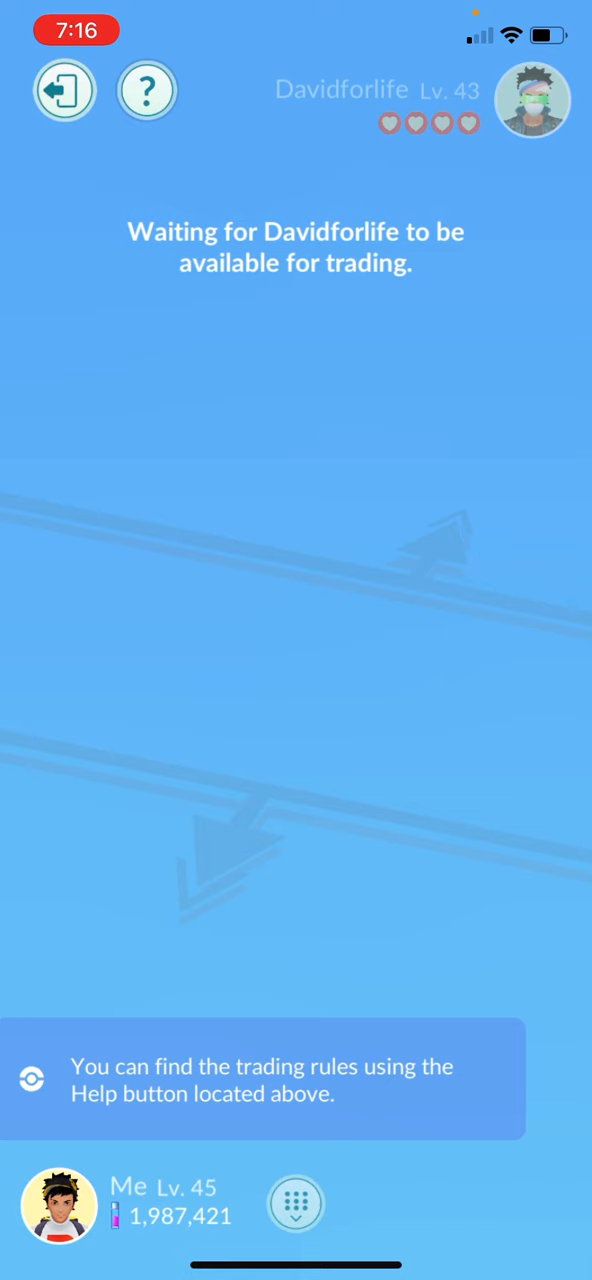 7:16
?
Davidforlife Lv. 43
Waiting for Davidforlife to be
available for trading.
You can find the trading rules using the
Help button located above.
Me Lv. 45
1,987,421